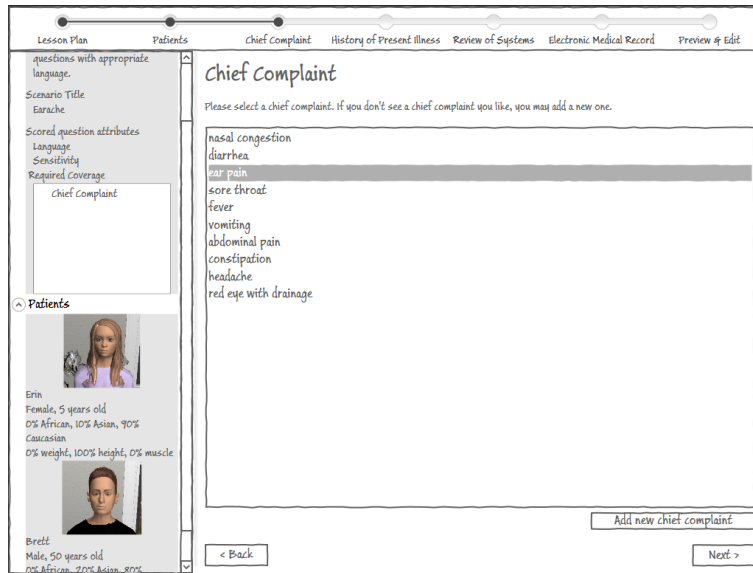 Lesson Plan
Patients
Chief Complaint
History of Present Illness
Review of Systems
Electronic Medical Record
Preview & Edit
questions with appropriate
language.
Scenario Title
Earache
Scored question attributes
Language
Sensitivity
Required Coverage
Chief Complaint
Patients
Erin
Female, 5 years old
0% African, 10% Asian, 90%
Caucasian
0% weight, 100% height, 0% muscle
Brett
Male, 50 years old
0% African, 20% Asian, 80%
Chief Complaint
Please select a chief complaint. If you don't see a chief complaint you like, you may add a new one.
nasal congestion
diarrhea
ear pain
sore throat
fever
vomiting
abdominal pain
constipation
headache
red eye with drainage
Add new chief complaint
< Back
Next >